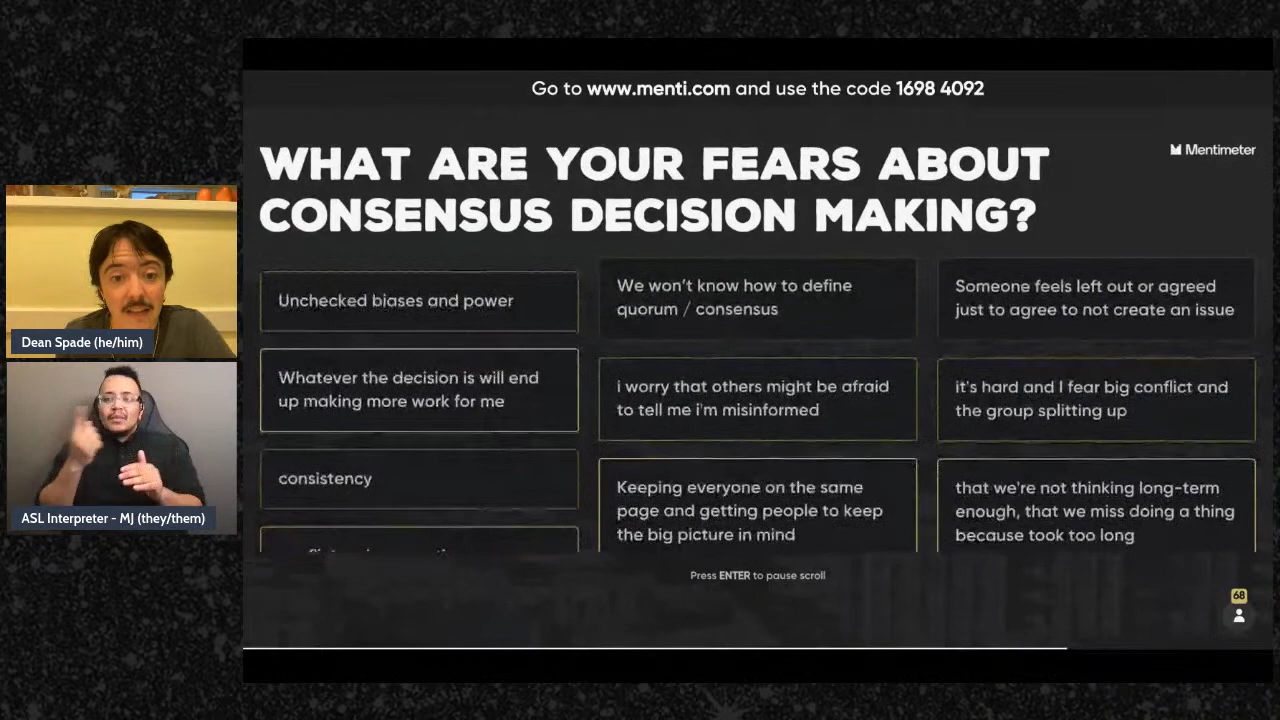 Go to www.menti.com and use the code 1698 4092
WHAT ARE YOUR FEARS ABOUT
CONSENSUS DECISION MAKING?
Mentimeter
Dean Spade (he/him)
ASL Interpreter - MJ (they/them)
Unchecked biases and power
Whatever the decision is will end
up making more work for me
consistency
We won't know how to define
quorum / consensus
i worry that others might be afraid
to tell me i'm misinformed
Keeping everyone on the same
page and getting people to keep
the big picture in mind
Someone feels left out or agreed
just to agree to not create an issue
it's hard and I fear big conflict and
the group splitting up
that we're not thinking long-term
enough, that we miss doing a thing
because took too long
Press ENTER to pause scroll
68